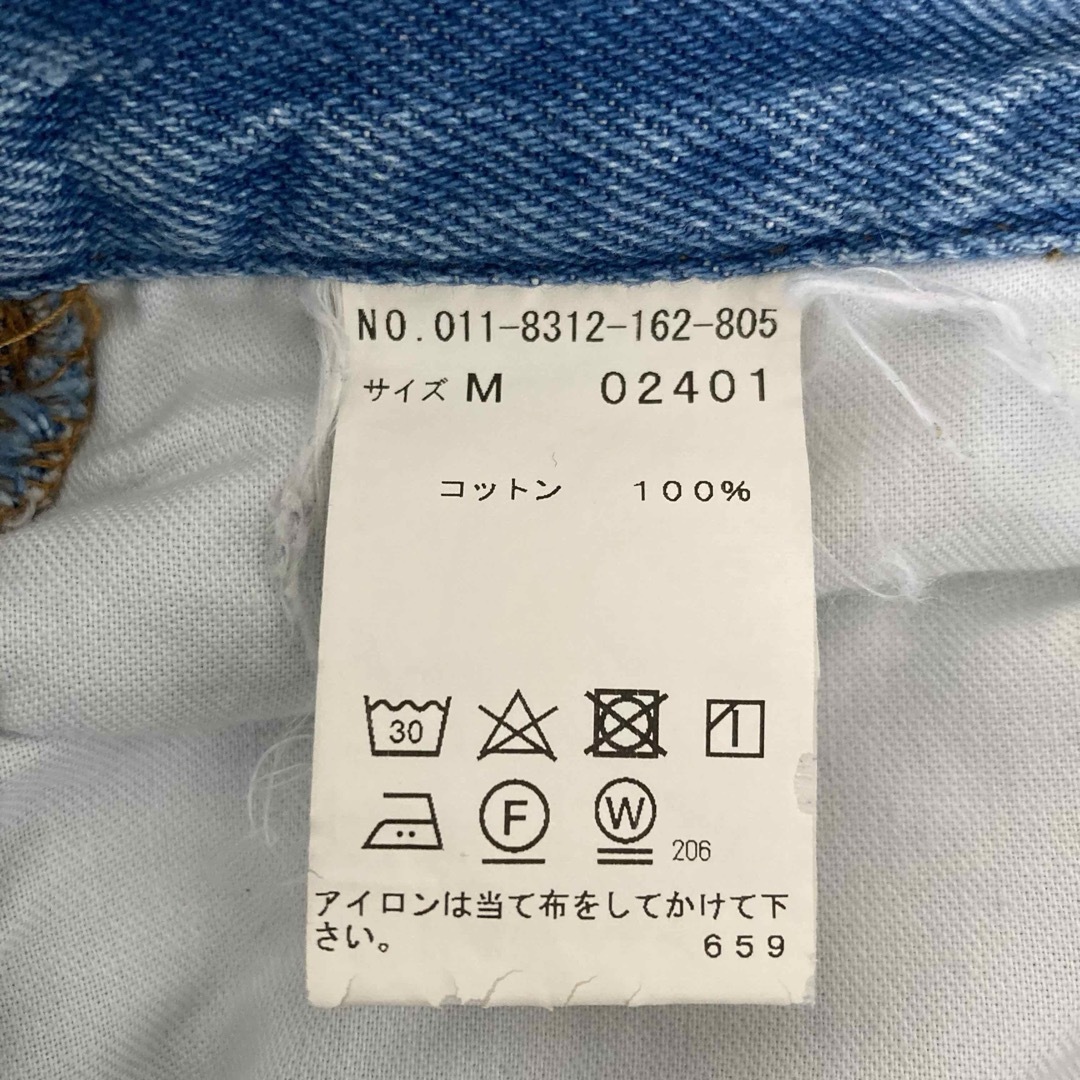 NO.011-8312-162-805
サイズ M 02401
コットン 100%
30
F W 206
アイロンは当て布をしてかけて下
さい。 659